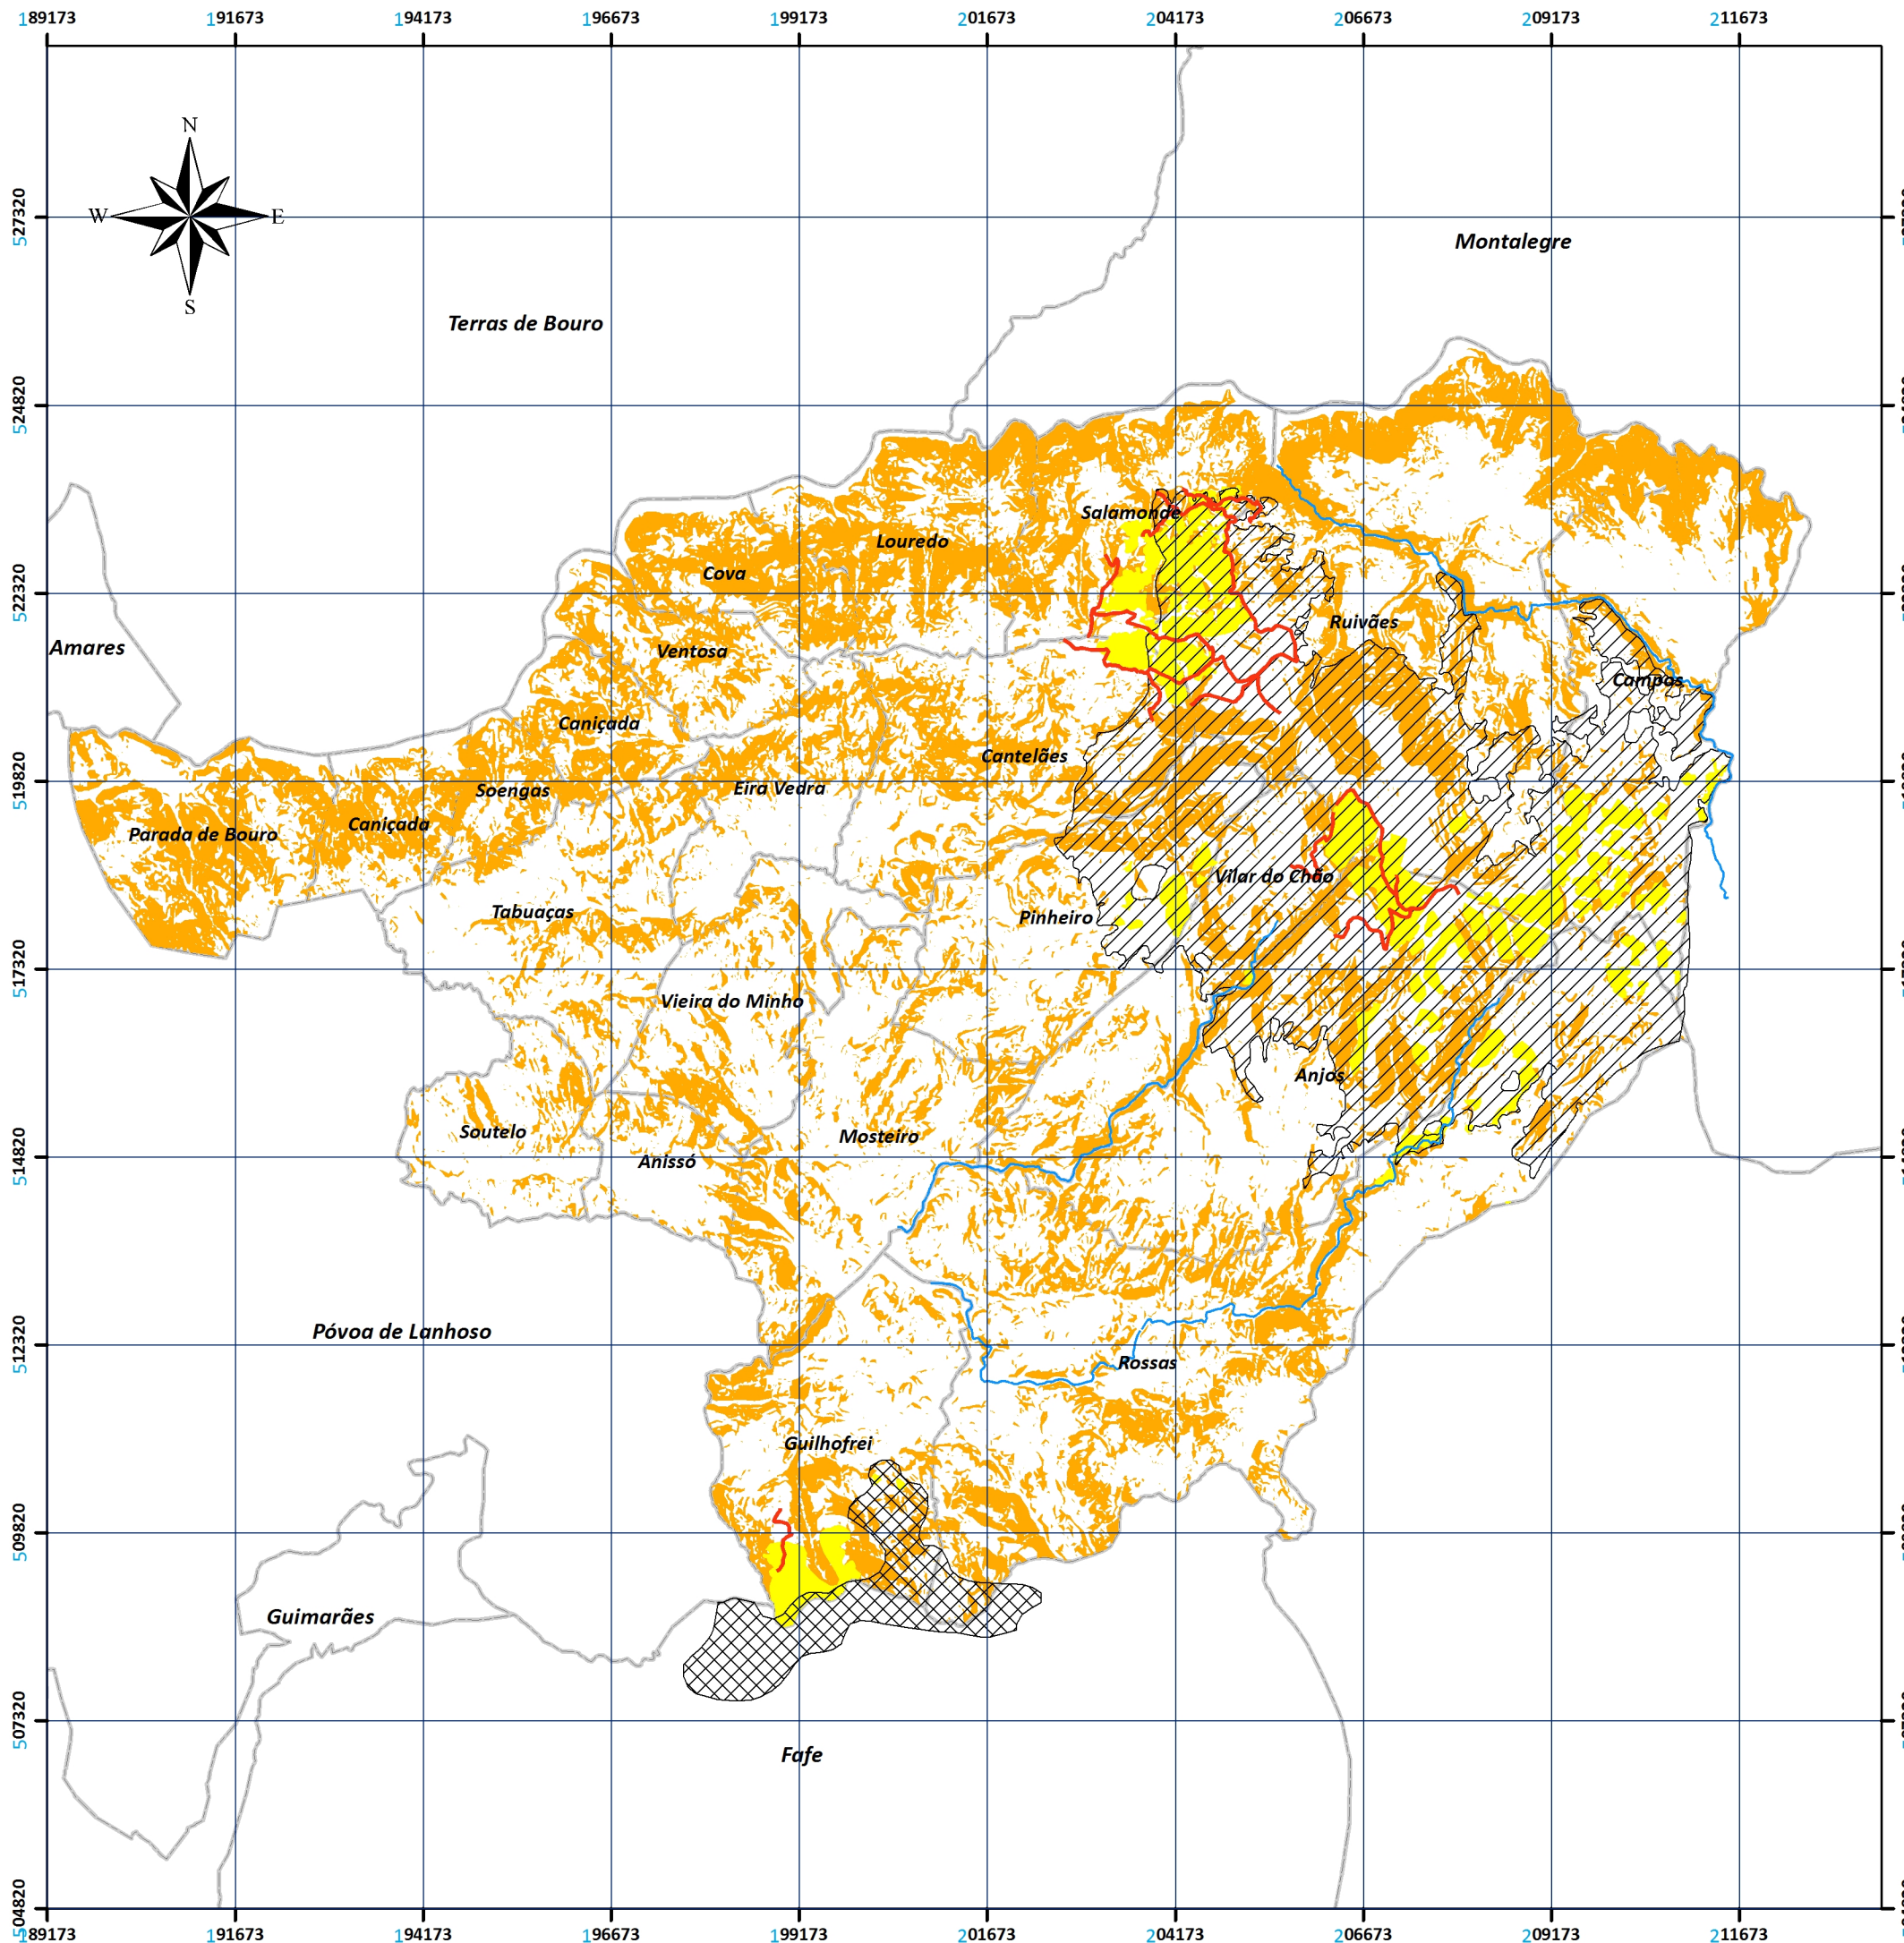 189173 191673 194173 196673 199173 201673 204173 206673 209173 211673
N
W E
S
527320
Montalegre
Terras de Bouro
524820
Salamonde
Louredo
Cova
522320
Ruivães
Amares
Ventosa
Campos
Caniçada
Cantelães
519820
Eira Vedra
Soengas
Caniçada
Parada de Bouro
Vilar do Chão
Tabuaças
Pinheiro
517320
Vieira do Minho
Anjos
Soutelo
Mosteiro
514820
Anissó
Póvoa de Lanhoso
512320
Rossas
Guilhofrei
509820
Guimarães
507320
Fafe
504820
189173 191673 194173 196673 199173 201673 204173 206673 209173 211673